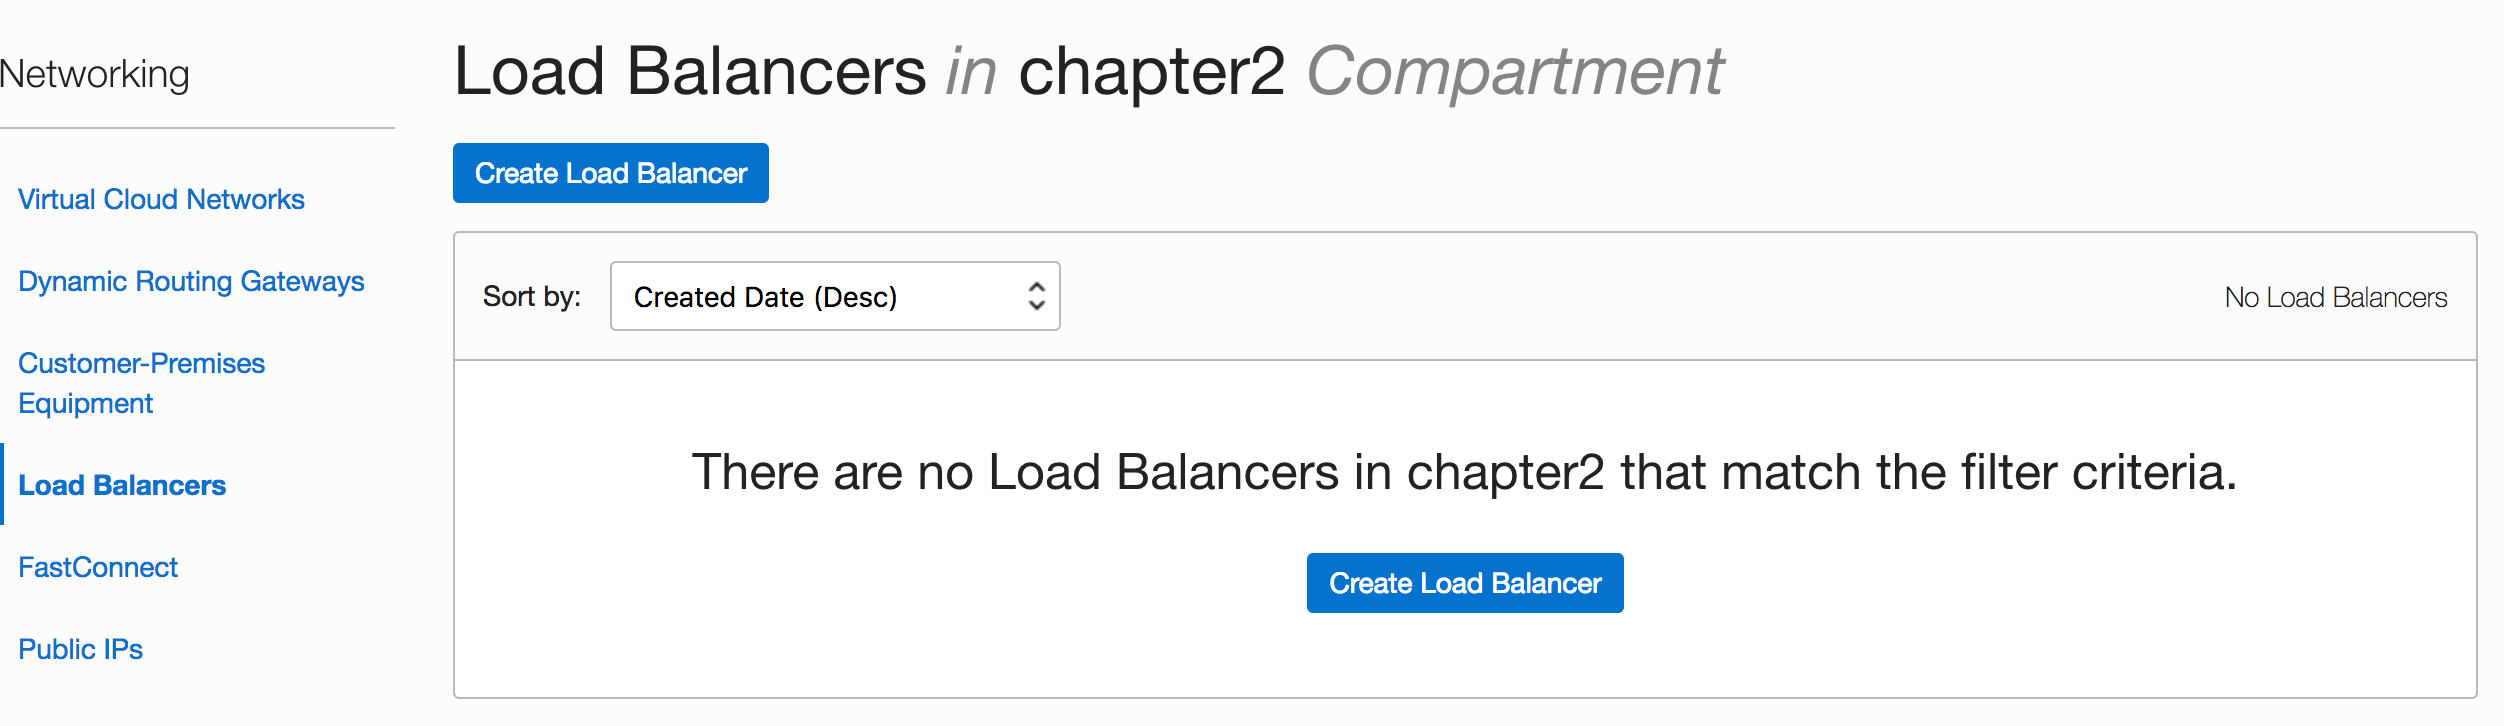 Networking
Virtual Cloud Networks
Dynamic Routing Gateways
Customer-Premises
Equipment
Load Balancers
FastConnect
Public IPs
Load Balancers in chapter2 Compartment
Create Load Balancer
Sort by: Created Date (Desc) No Load Balancers
There are no Load Balancers in chapter2 that match the filter criteria.
Create Load Balancer